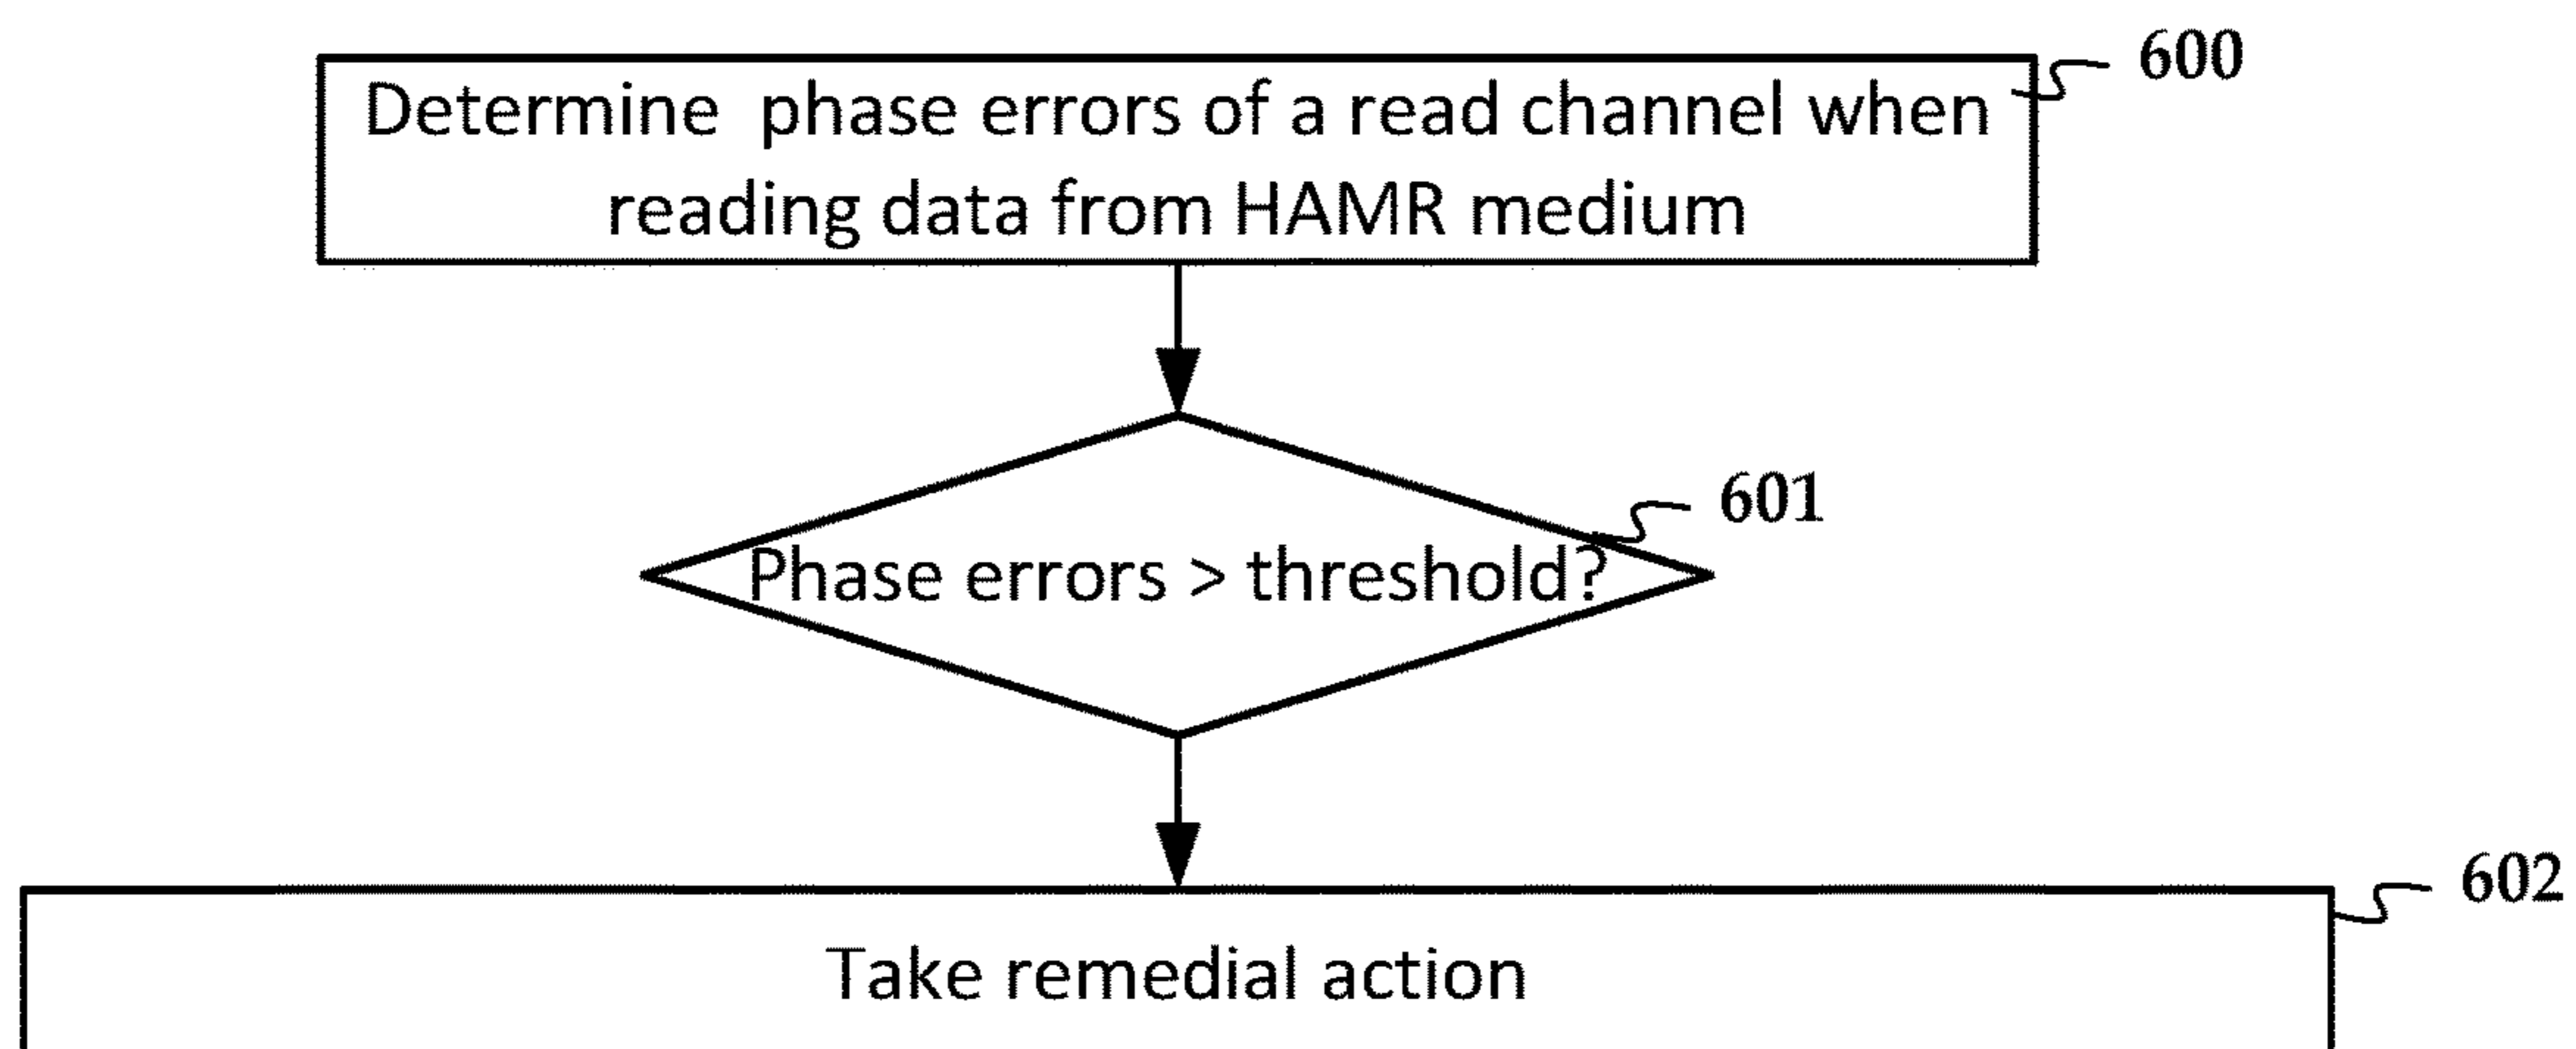 600
Determine phase errors of a read channel when
reading data from HAMR medium
601
Phase errors > threshold?
602
Take remedial action